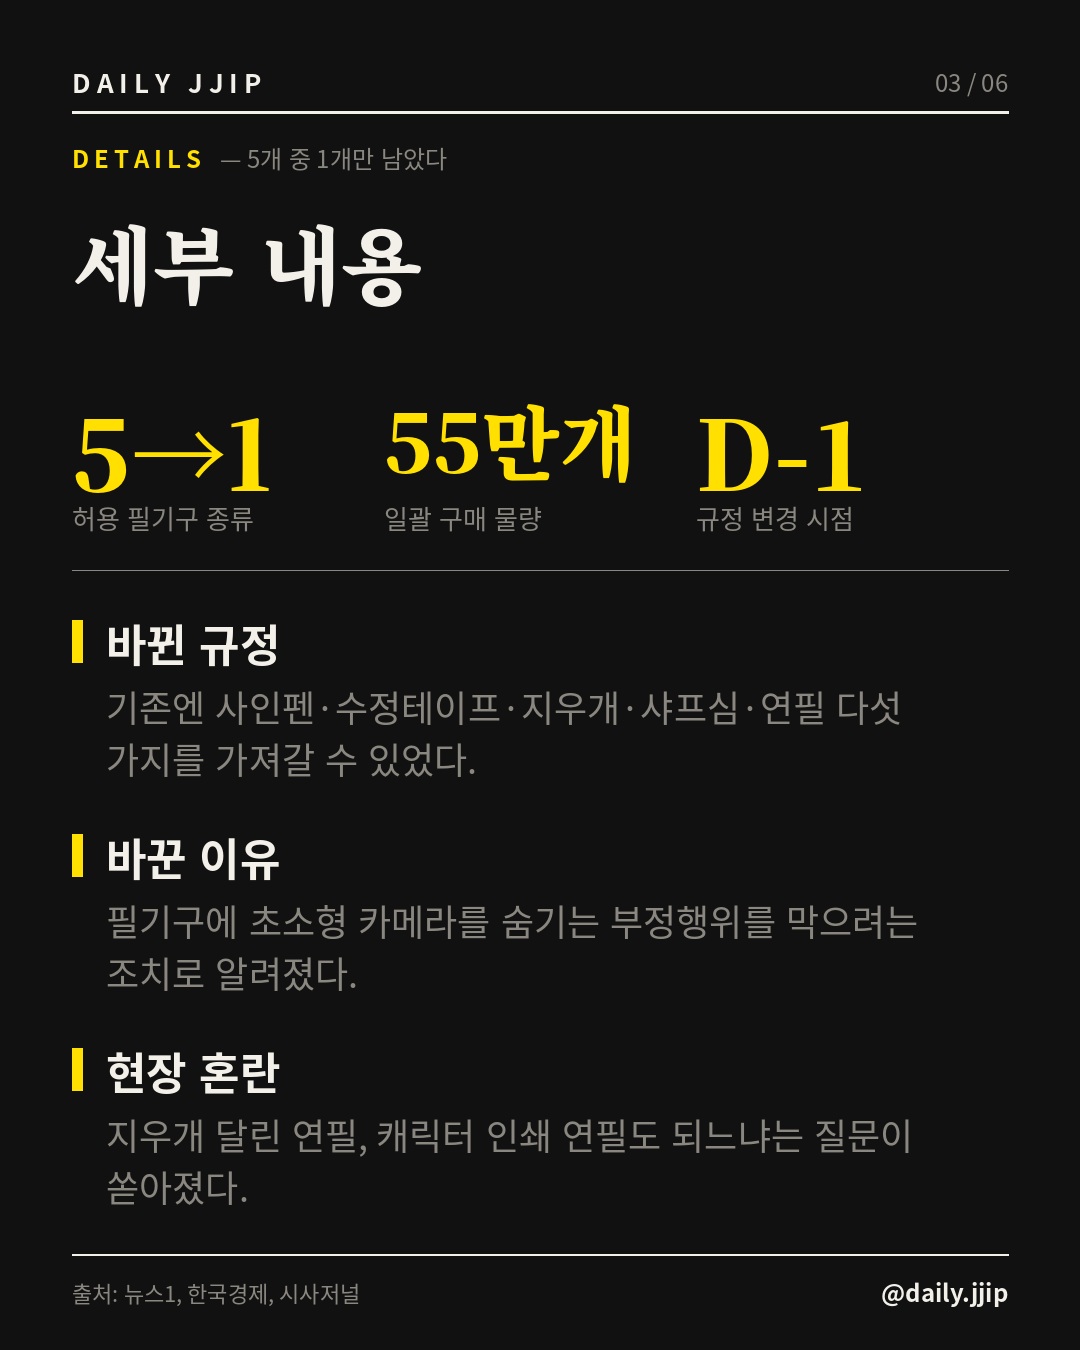 DAILY JJIP
03 / 06
DETAILS — 5개 중 1개만 남았다
세부 내용
5→1 55만개 D-1
허용 필기구 종류 일괄 구매 물량 규정 변경 시점
바뀐 규정
기존엔 사인펜·수정테이프·지우개·샤프심·연필 다섯
가지를 가져갈 수 있었다.
바꾼 이유
필기구에 초소형 카메라를 숨기는 부정행위를 막으려는
조치로 알려졌다.
현장 혼란
지우개 달린 연필, 캐릭터 인쇄 연필도 되느냐는 질문이
쏟아졌다.
출처: 뉴스1, 한국경제, 시사저널
@daily.jjip